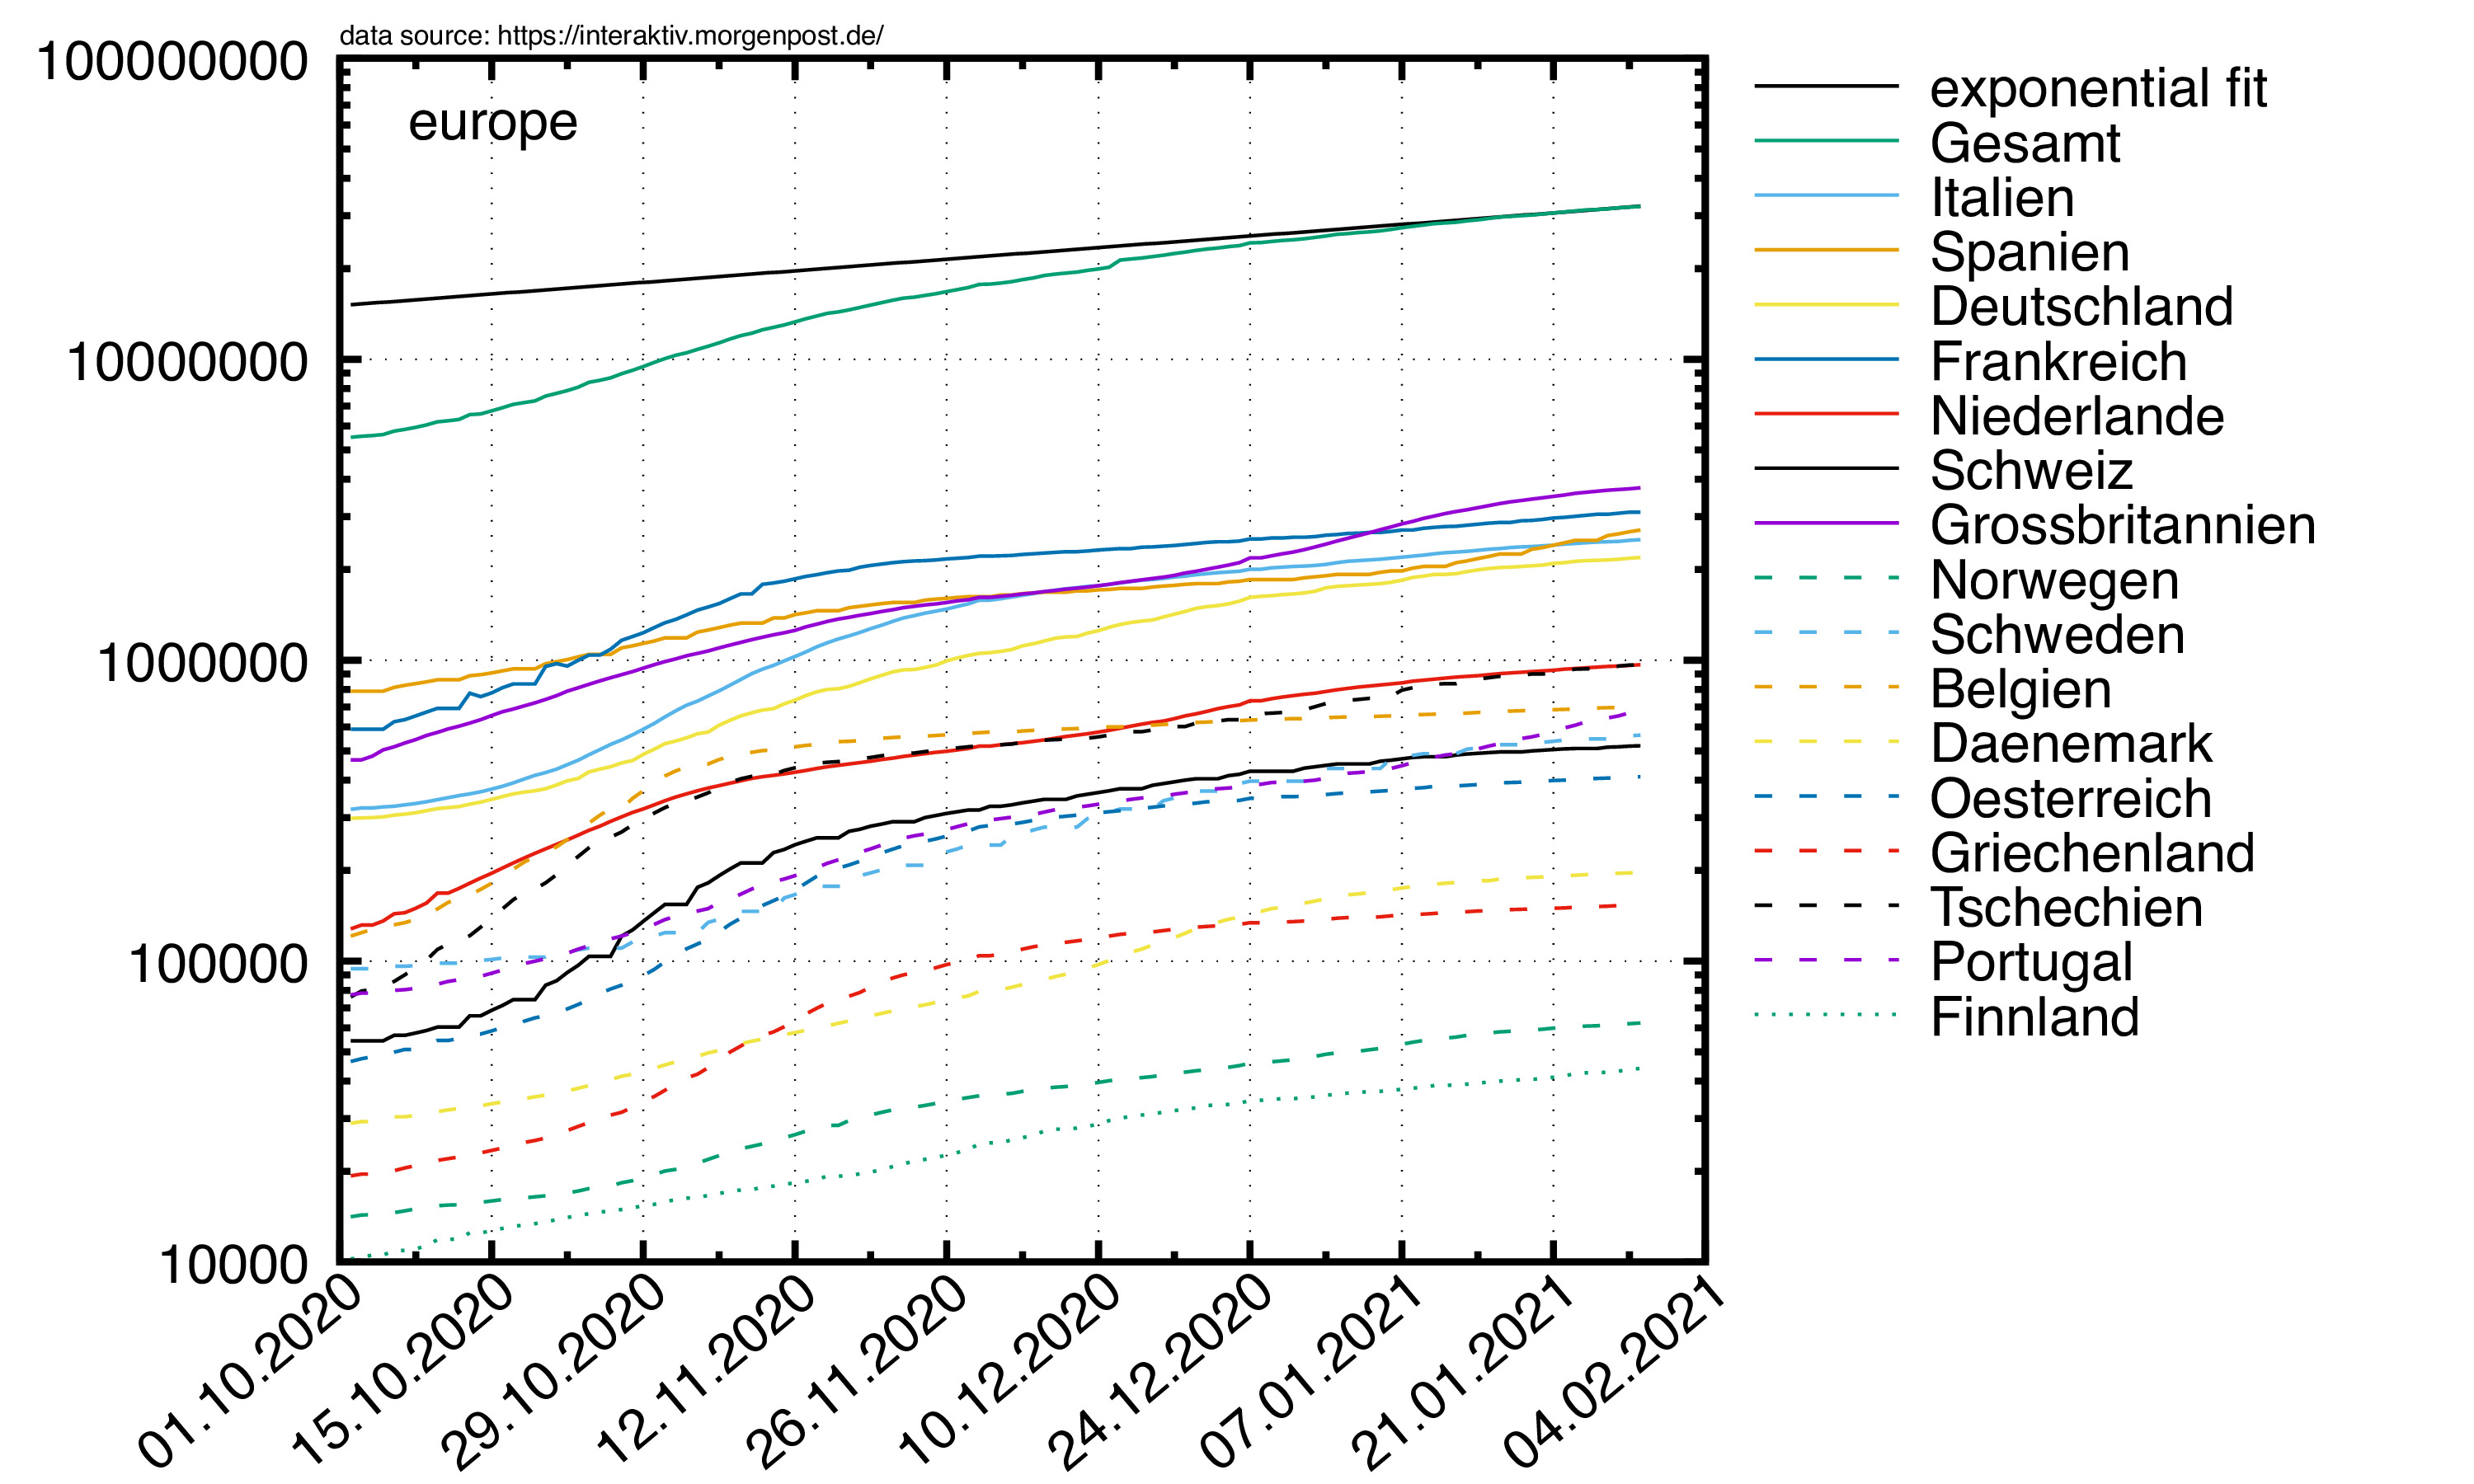 data source: https://interaktiv.morgenpost.de/
europe
100000000
10000000
1000000
100000
10000
01.10.2020
15.10.2020
29.10.2020
12.11.2020
26.11.2020
10.12.2020
24.12.2020
07.01.2021
21.01.2021
04.02.2021
exponential fit
Gesamt
Italien
Spanien
Deutschland
Frankreich
Niederlande
Schweiz
Grossbritannien
Norwegen
Schweden
Belgien
Daenemark
Oesterreich
Griechenland
Tschechien
Portugal
Finnland